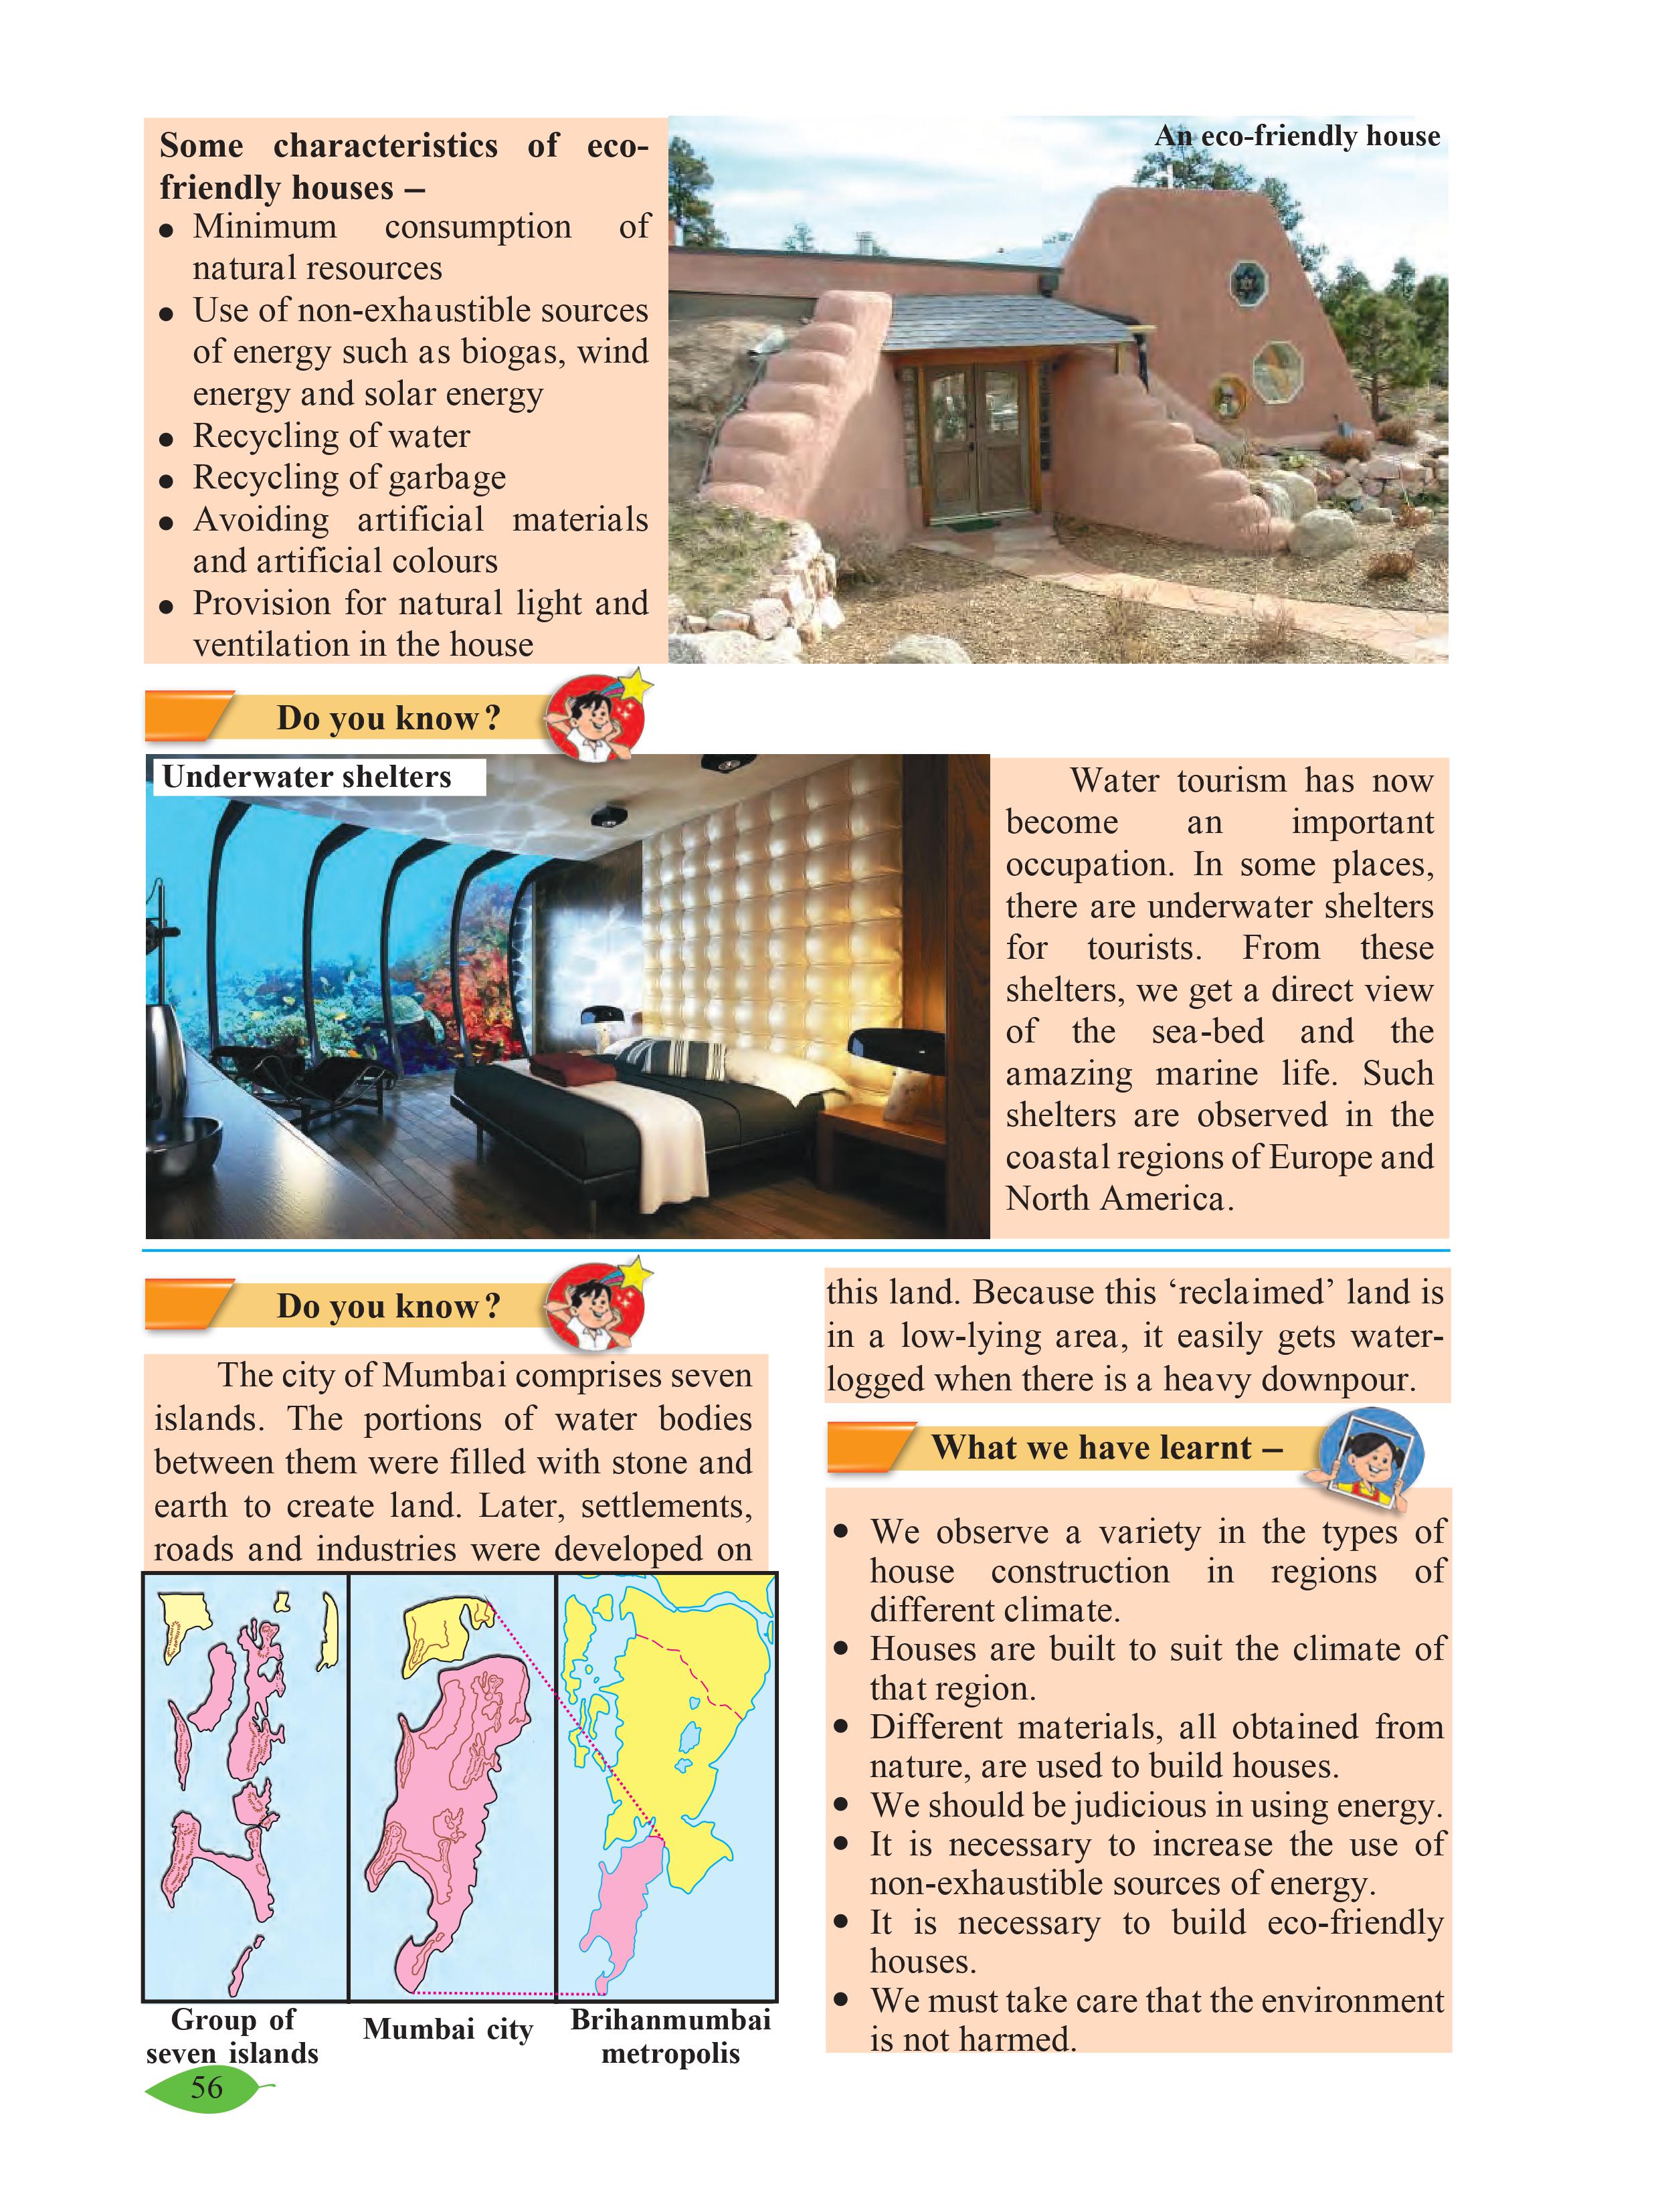 Some characteristics of eco-
friendly houses –
● Minimum consumption of
natural resources
● Use of non-exhaustible sources
of energy such as biogas, wind
energy and solar energy
● Recycling of water
● Recycling of garbage
● Avoiding artificial materials
and artificial colours
● Provision for natural light and
ventilation in the house
An eco-friendly house
Do you know?
Underwater shelters
Water tourism has now
become an important
occupation. In some places,
there are underwater shelters
for tourists. From these
shelters, we get a direct view
of the sea-bed and the
amazing marine life. Such
shelters are observed in the
coastal regions of Europe and
North America.
Do you know?
The city of Mumbai comprises seven
islands. The portions of water bodies
between them were filled with stone and
earth to create land. Later, settlements,
roads and industries were developed on
Group of
seven islands
Mumbai city
Brihanmumbai
metropolis
this land. Because this ‘reclaimed’ land is
in a low-lying area, it easily gets water-
logged when there is a heavy downpour.
What we have learnt –
● We observe a variety in the types of
house construction in regions of
different climate.
● Houses are built to suit the climate of
that region.
● Different materials, all obtained from
nature, are used to build houses.
● We should be judicious in using energy.
● It is necessary to increase the use of
non-exhaustible sources of energy.
● It is necessary to build eco-friendly
houses.
● We must take care that the environment
is not harmed.
56